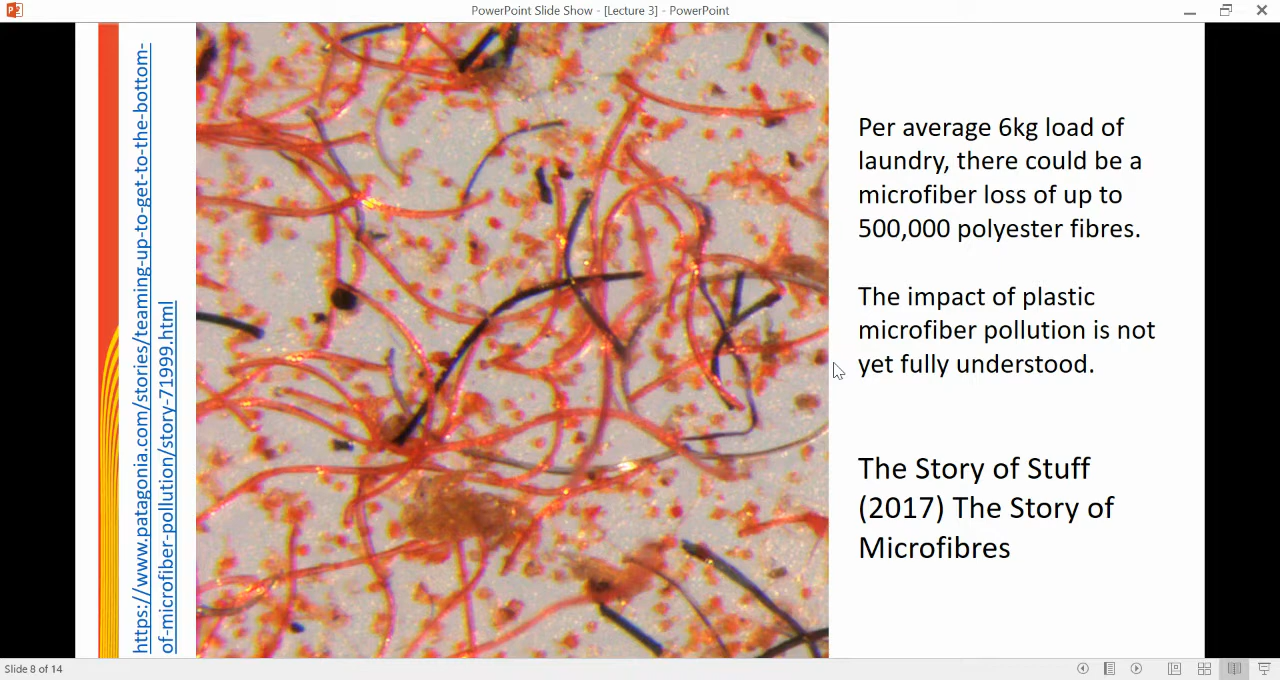 PowerPoint Slide Show - [Lecture 3] - PowerPoint
https://www.patagonia.com/stories/teaming-up-to-get-to-the-bottom-
of-microfiber-pollution/story-71999.html
Per average 6kg load of
laundry, there could be a
microfiber loss of up to
500,000 polyester fibres.
The impact of plastic
microfiber pollution is not
yet fully understood.
The Story of Stuff
(2017) The Story of
Microfibres
Slide 8 of 14